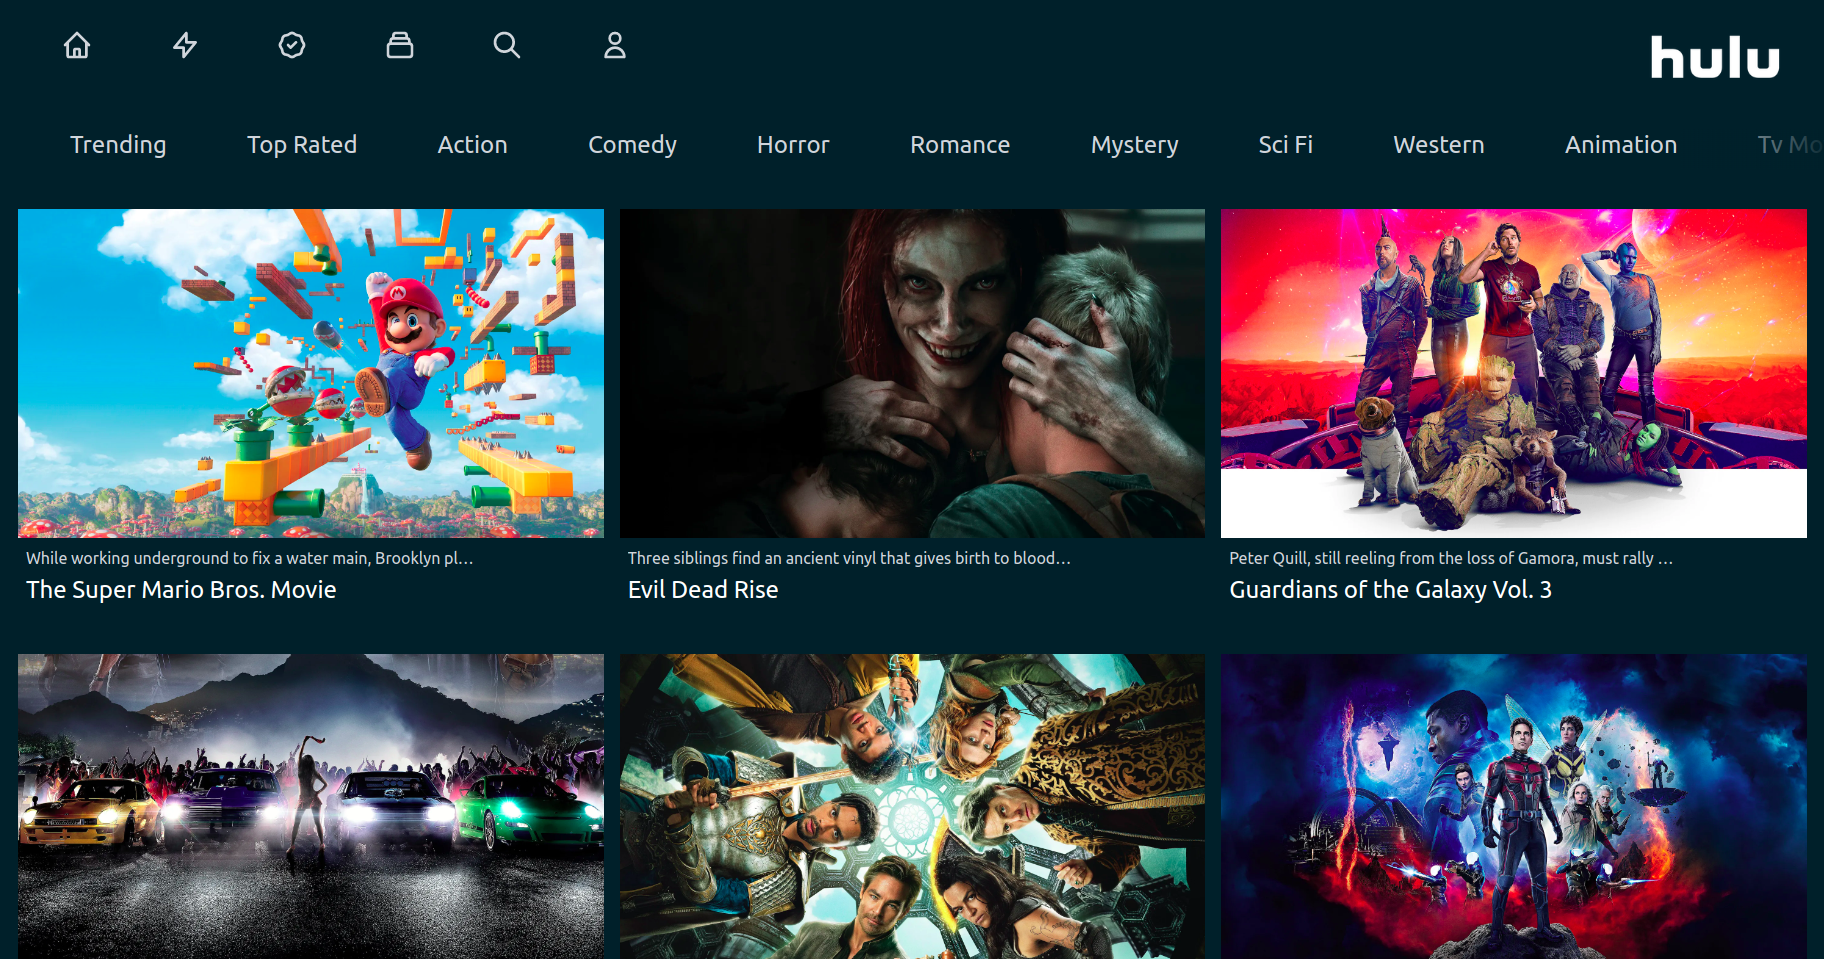 hulu
Trending
Top Rated
Action
Comedy
Horror
Romance
Mystery
Sci Fi
Western
Animation
Tv Mo
While working underground to fix a water main, Brooklyn pl...
The Super Mario Bros. Movie
Three siblings find an ancient vinyl that gives birth to blood...
Evil Dead Rise
Peter Quill, still reeling from the loss of Gamora, must rally ...
Guardians of the Galaxy Vol. 3